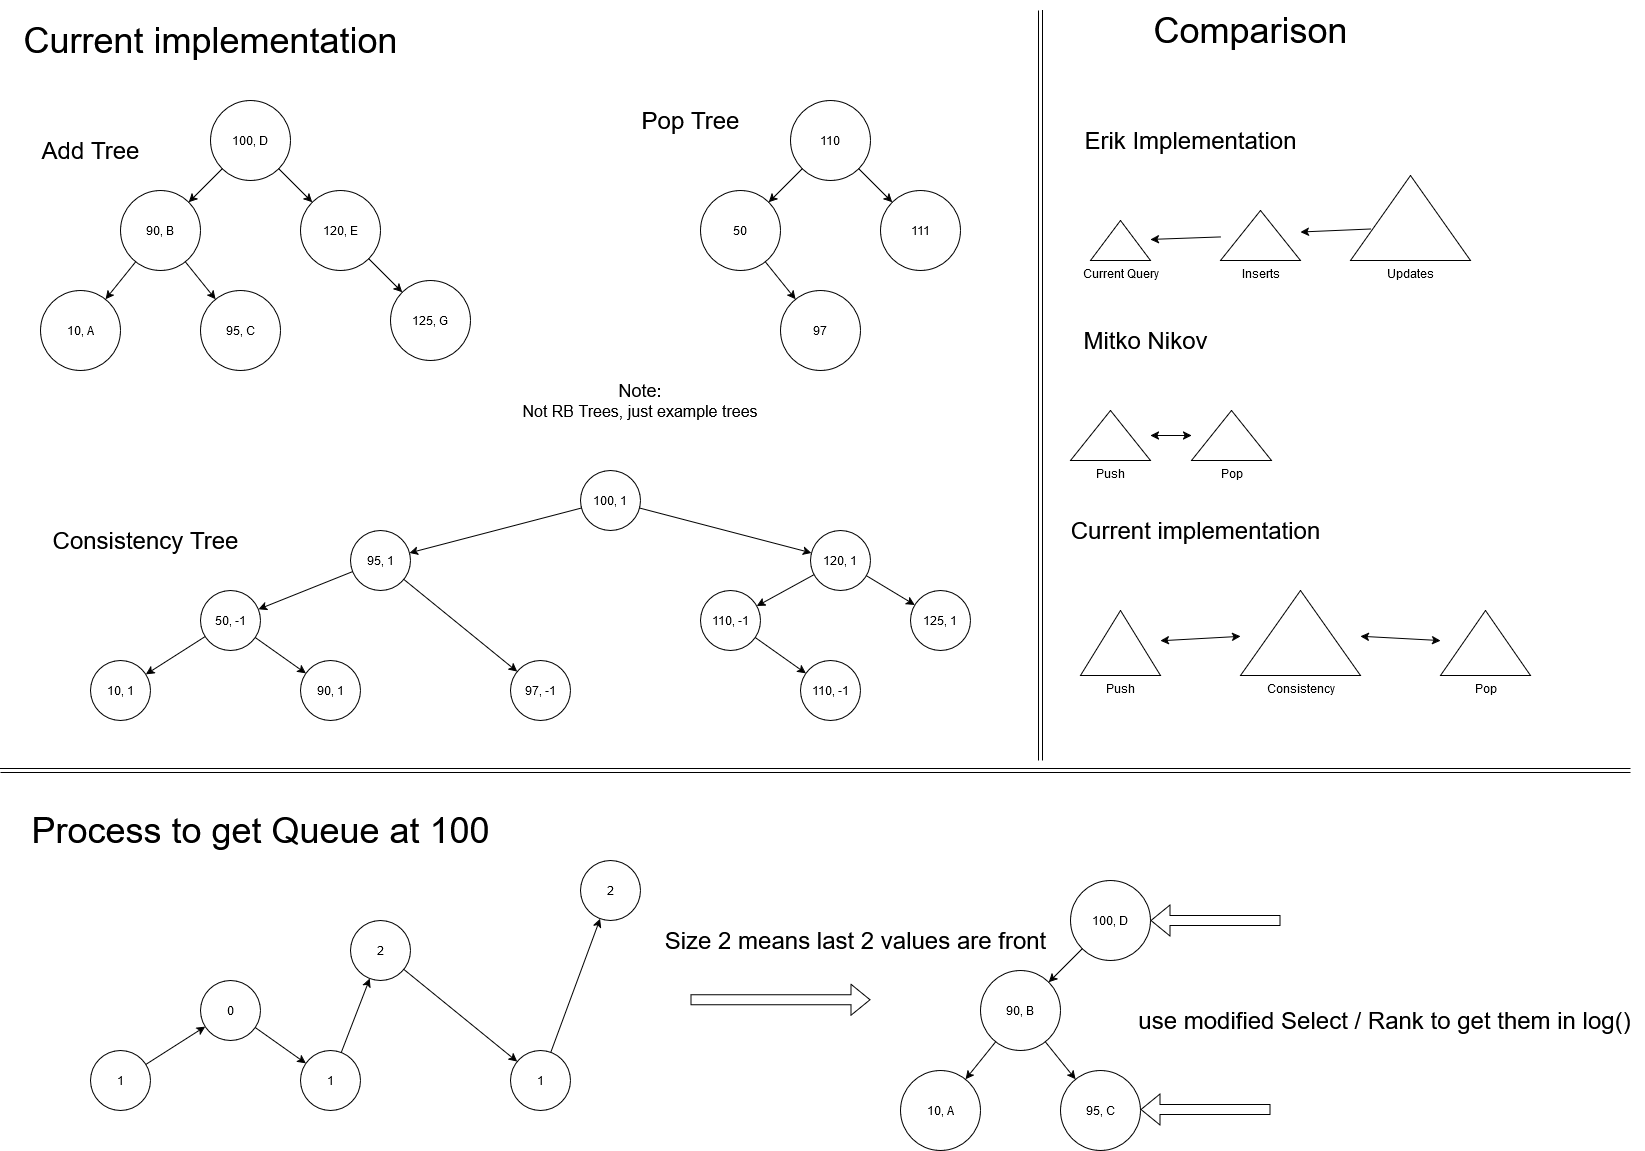 Current implementation
Add Tree
100, D
90, B
120, E
10, A
95, C
125, G
Pop Tree
110
50
111
97
Note:
Not RB Trees, just example trees
Consistency Tree
100, 1
95, 1
120, 1
50, -1
110, -1
125, 1
10, 1
90, 1
97, -1
110, -1
Comparison
Erik Implementation
Current Query
Inserts
Updates
Mitko Nikov
Push
Pop
Current implementation
Push
Consistency
Pop
Process to get Queue at 100
2
2
0
1
1
1
Size 2 means last 2 values are front
100, D
90, B
10, A
95, C
use modified Select / Rank to get them in log()